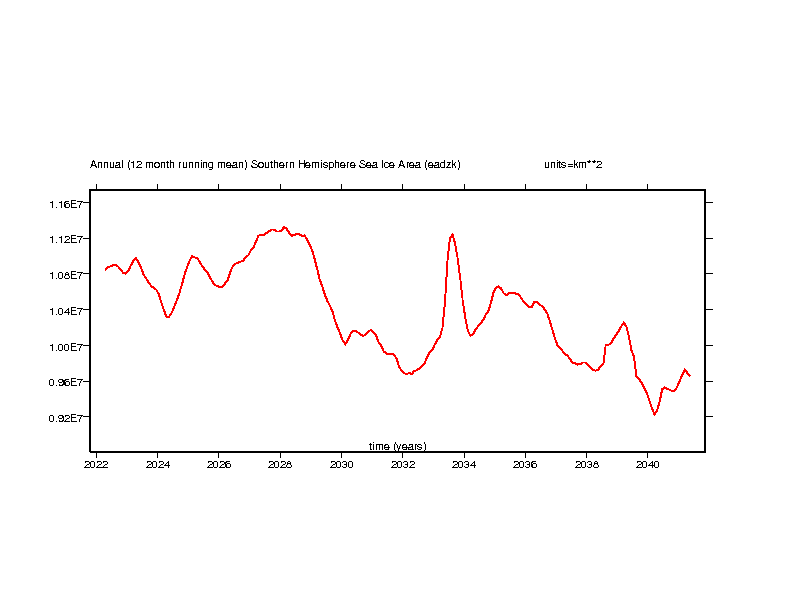 Annual (12 month running mean) Southern Hemisphere Sea Ice Area (eadzk) units=km**2
1.16E7
1.12E7
1.08E7
1.04E7
1.00E7
0.96E7
0.92E7
time (years)
2022 2024 2026 2028 2030 2032 2034 2036 2038 2040